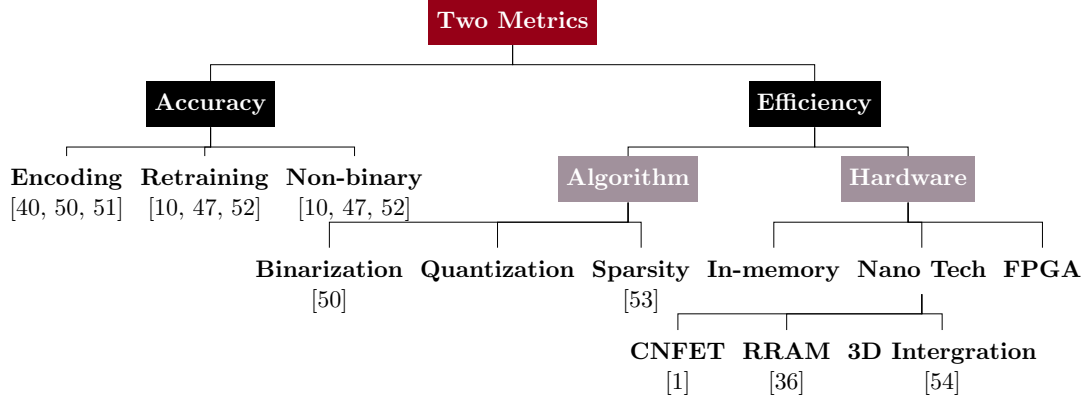 Two Metrics
Accuracy
Efficiency
Encoding
[40, 50, 51]
Retraining
[10, 47, 52]
Non-binary
[10, 47, 52]
Algorithm
Hardware
Binarization
[50]
Quantization
Sparsity
[53]
In-memory
Nano Tech
FPGA
CNFET
[1]
RRAM
[36]
3D Intergration
[54]